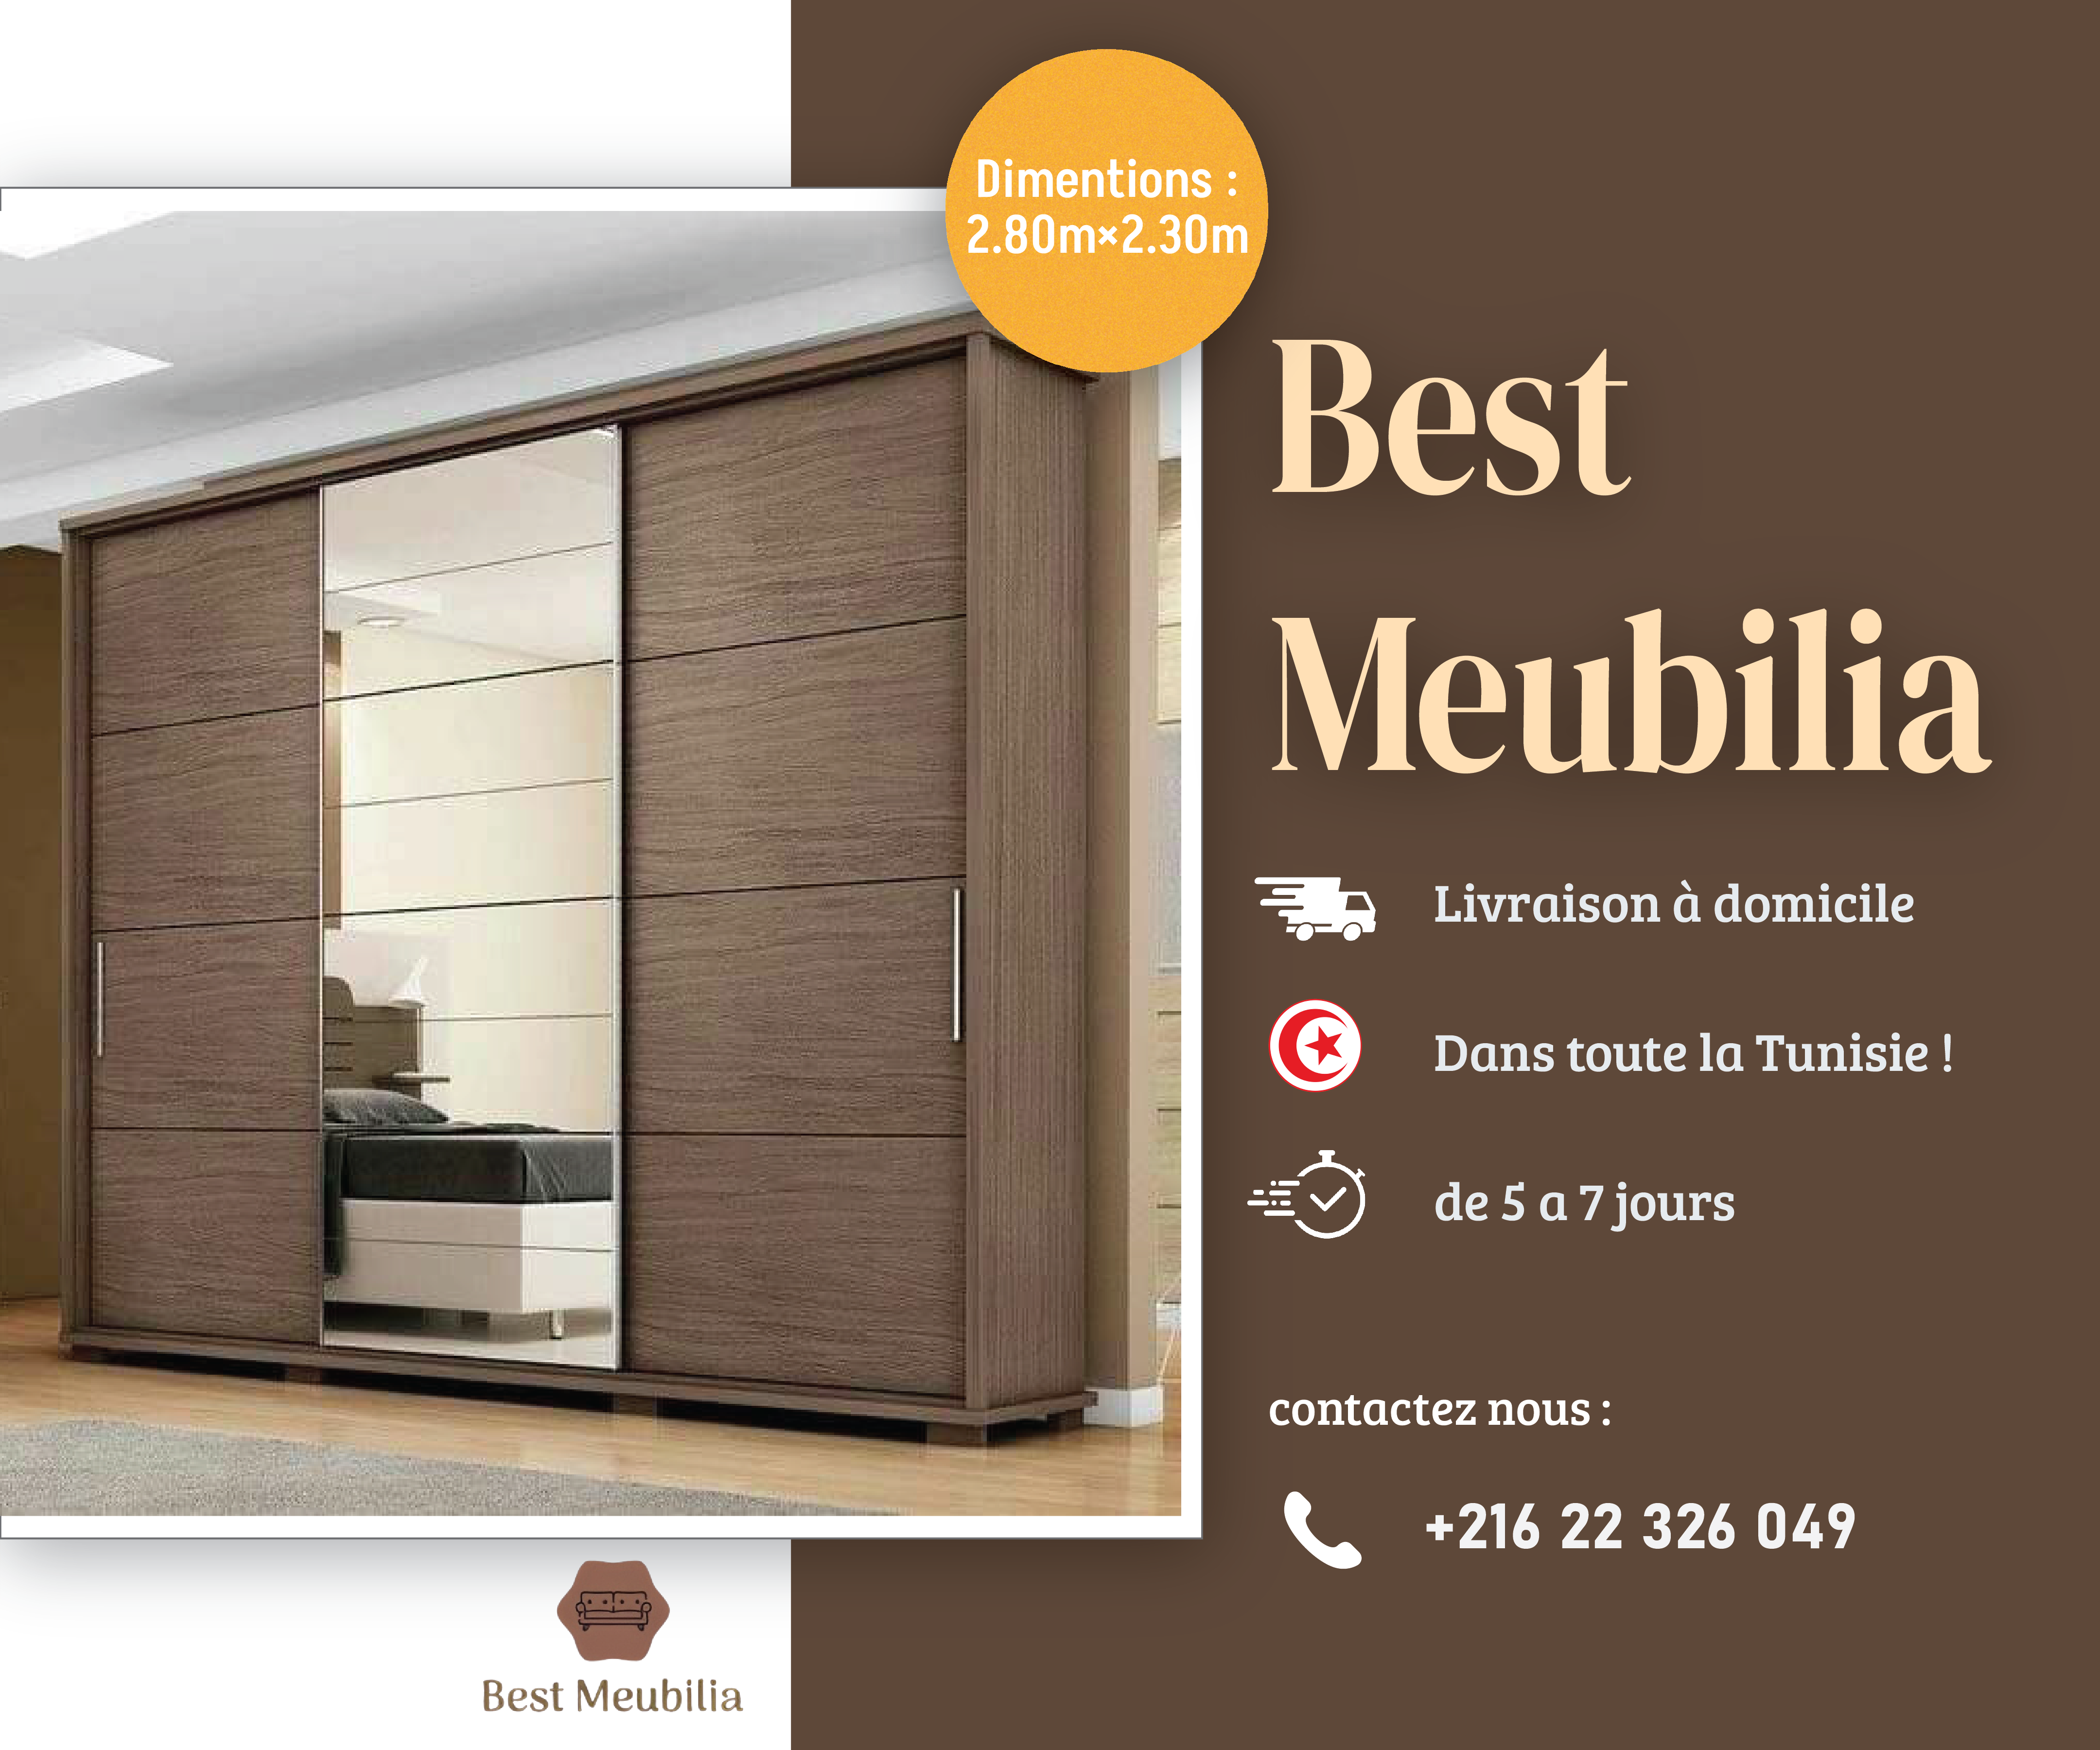 Dimentions :
2.80m×2.30m
Best
Meubilia
Livraison à domicile
Dans toute la Tunisie !
de 5 a 7 jours
contactez nous :
+216 22 326 049
Best Meubilia